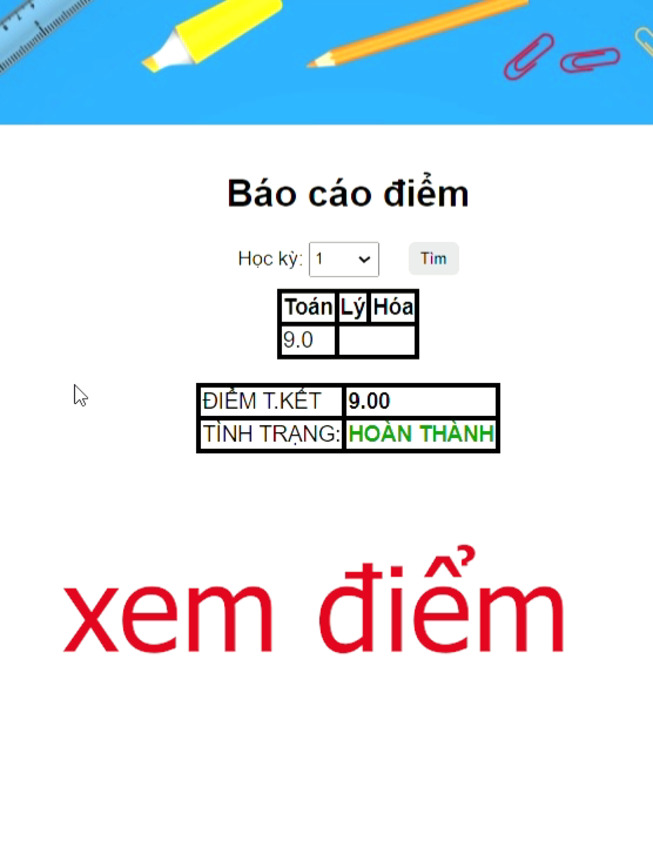 Báo cáo điểm
Học kỳ: 1 Tìm
Toán Lý Hóa
9.0
ĐIỂM T.KẾT 9.00
TÌNH TRẠNG: HOÀN THÀNH
xem điểm